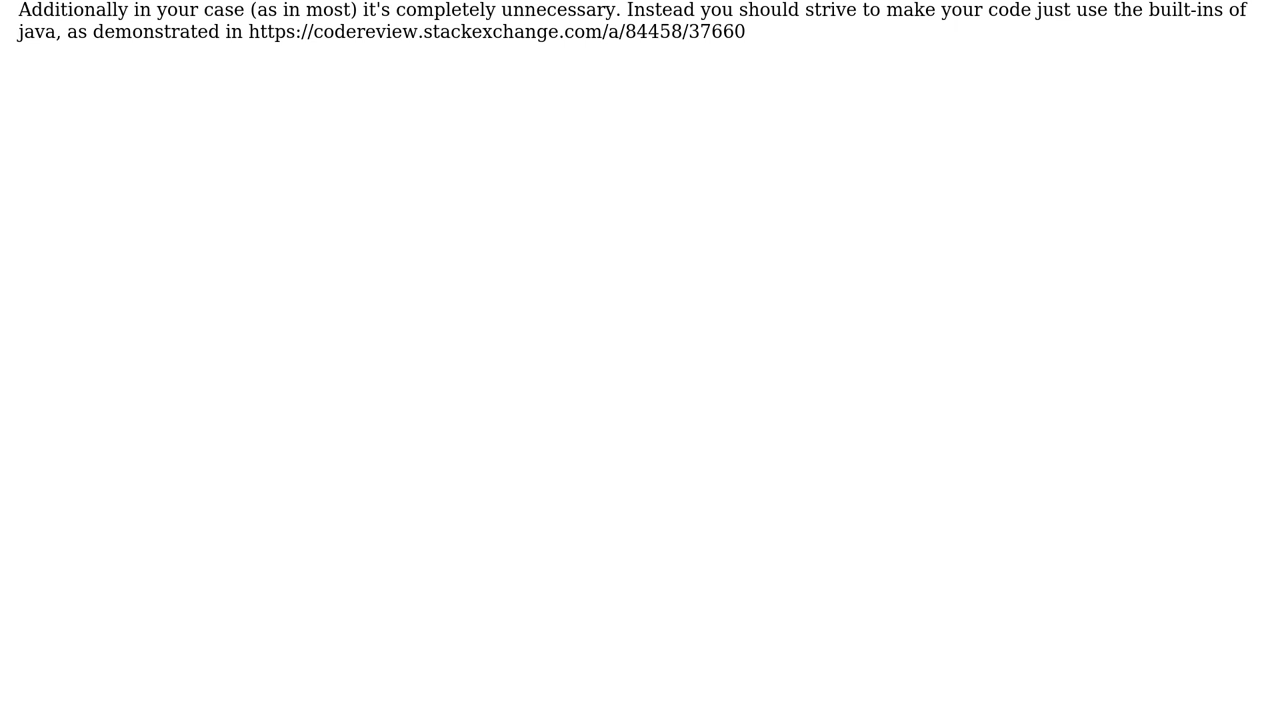 Additionally in your case (as in most) it's completely unnecessary. Instead you should strive to make your code just use the built-ins of
java, as demonstrated in https://codereview.stackexchange.com/a/84458/37660